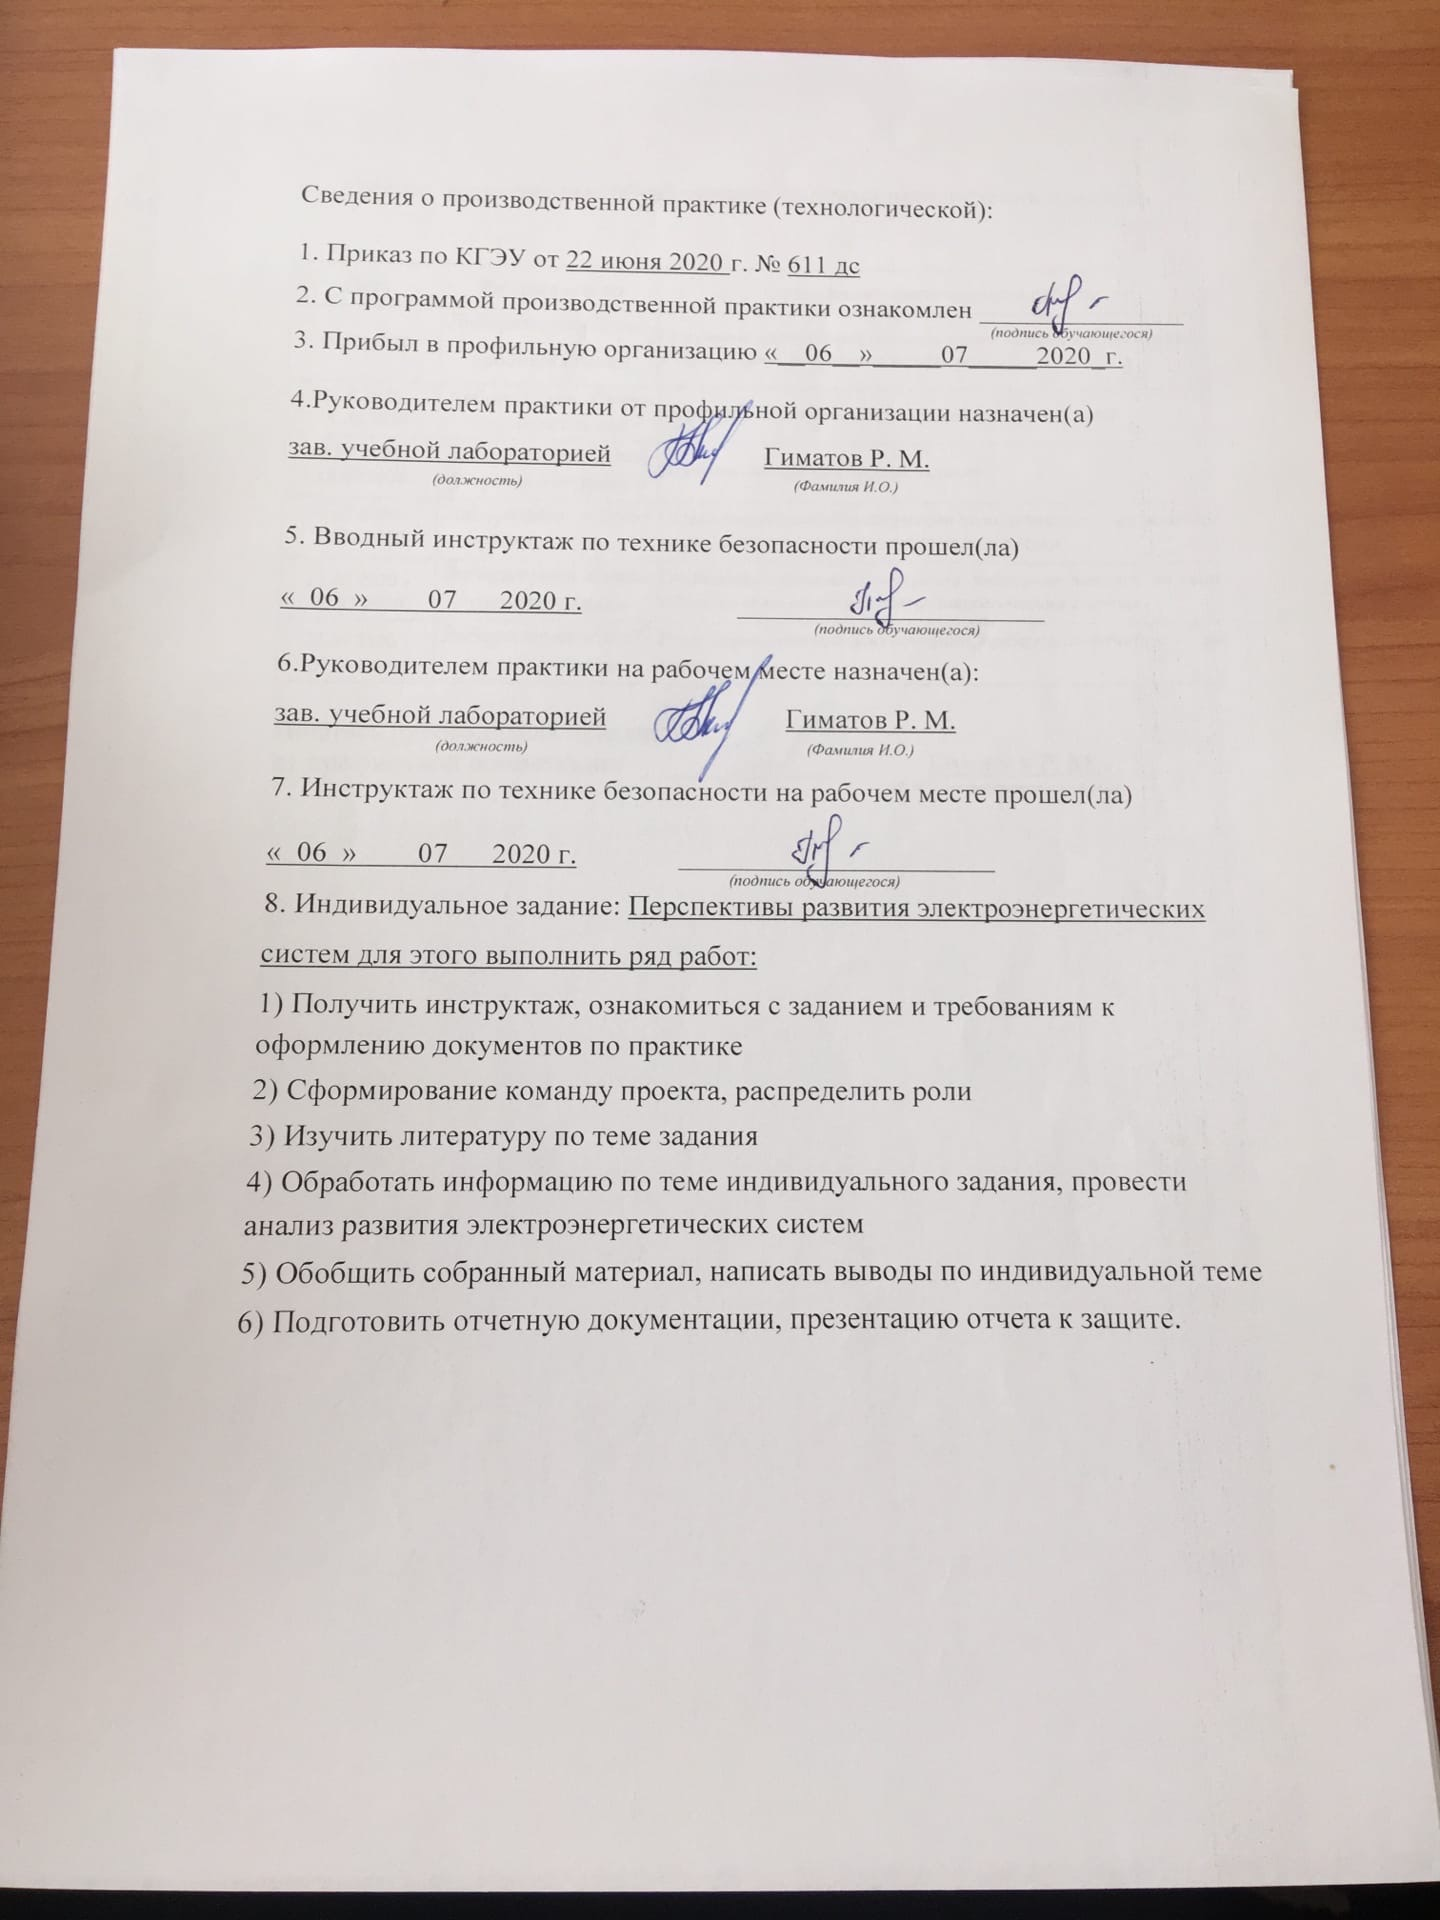 Сведения о производственной практике (технологической):
1. Приказ по КГЭУ от 22 июня 2020 г. № 611 дс
2. С программой производственной практики ознакомлен
(подпись обучающегося)
3. Прибыл в профильную организацию «__06__»_____07_____2020_г.
4.Руководителем практики от профильной организации назначен(а)
зав. учебной лабораторией Гиматов Р. М.
(должность) (Фамилия И.О.)
5. Вводный инструктаж по технике безопасности прошел(ла)
« 06 » 07 2020 г.
(подпись обучающегося)
6.Руководителем практики на рабочем месте назначен(а):
зав. учебной лабораторией Гиматов Р. М.
(должность) (Фамилия И.О.)
7. Инструктаж по технике безопасности на рабочем месте прошел(ла)
« 06 » 07 2020 г.
(подпись обучающегося)
8. Индивидуальное задание: Перспективы развития электроэнергетических
систем для этого выполнить ряд работ:
1) Получить инструктаж, ознакомиться с заданием и требованиям к
оформлению документов по практике
2) Сформирование команду проекта, распределить роли
3) Изучить литературу по теме задания
4) Обработать информацию по теме индивидуального задания, провести
анализ развития электроэнергетических систем
5) Обобщить собранный материал, написать выводы по индивидуальной теме
6) Подготовить отчетную документации, презентацию отчета к защите.